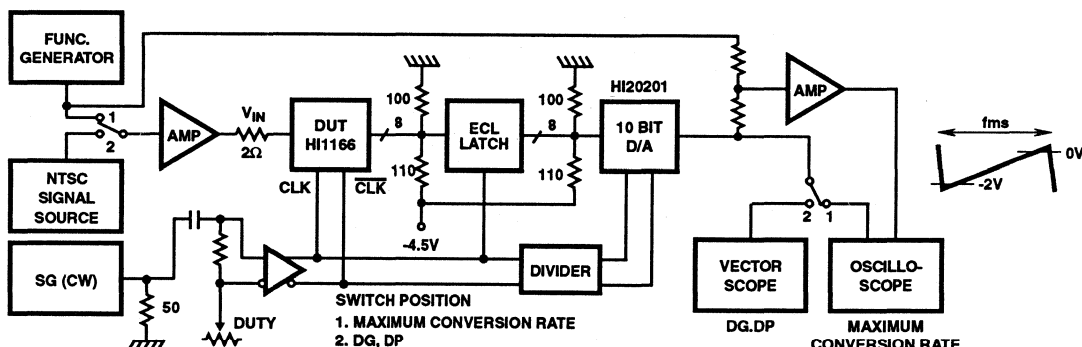 FUNC.
GENERATOR
1
2
NTSC
SIGNAL
SOURCE
SG (CW)
50
AMP
VIN
2Ω
DUT
HI1166
CLK
CLK
8
100
110
-4.5V
ECL
LATCH
8
100
110
HI20201
10 BIT
D/A
DIVIDER
DUTY
SWITCH POSITION
1. MAXIMUM CONVERSION RATE
2. DG, DP
AMP
2
1
VECTOR
SCOPE
DG.DP
OSCILLO-
SCOPE
MAXIMUM
CONVERSION RATE
fms
0V
-2V